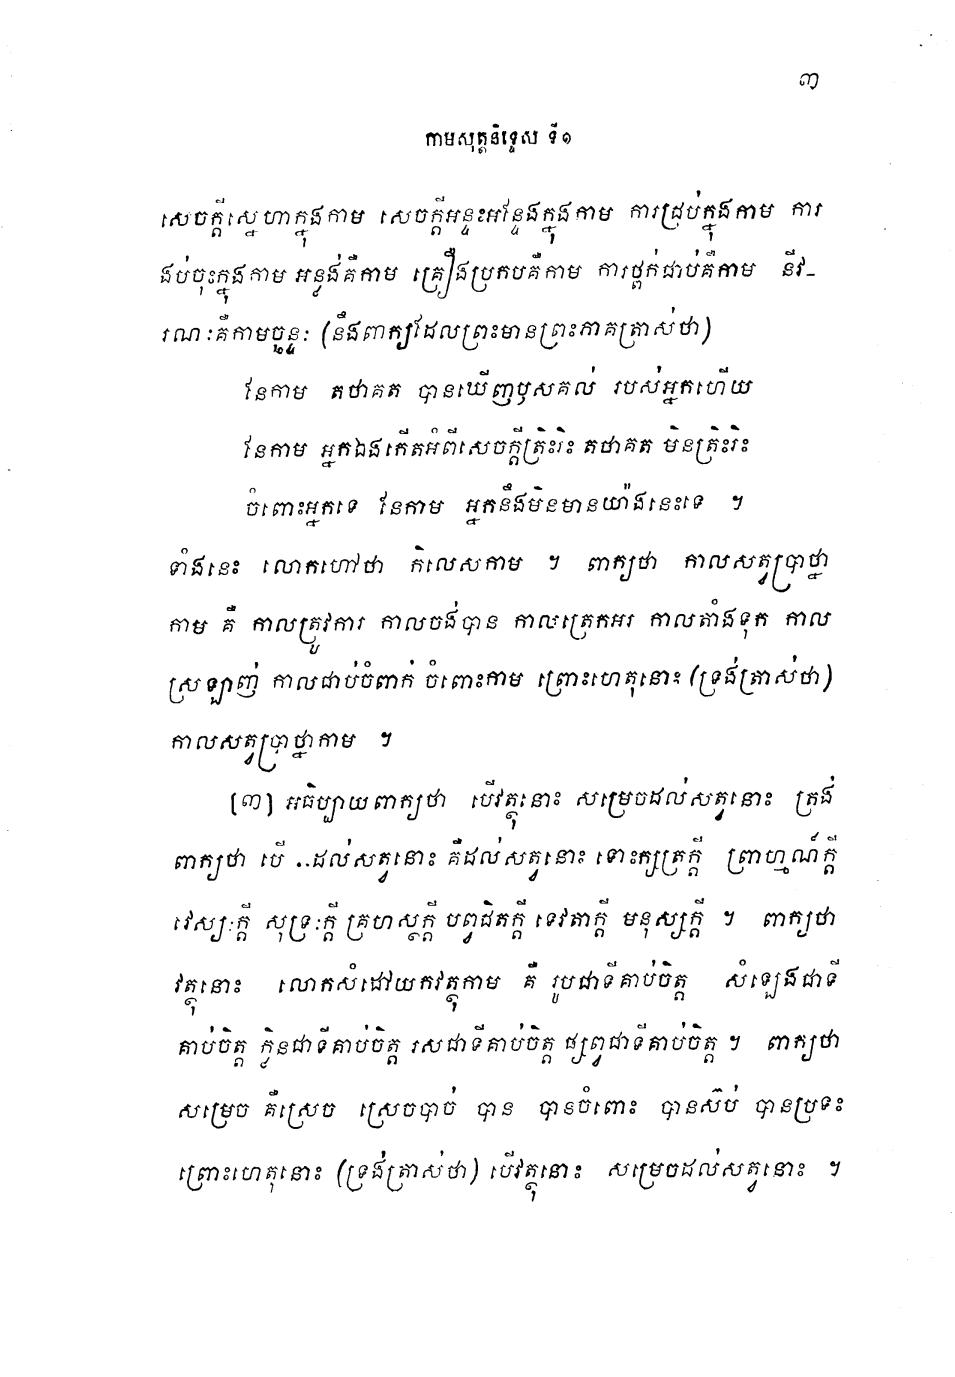 ៣
កាមសុត្តនិទ្ទេស ទី១
សេចក្តីស្នេហាក្នុងកាម សេចក្តីអន្ទះអន្ទែងក្នុងកាម ការជ្រប់ក្នុងកាម ការ
ងប់ចុះក្នុងកាម អន្លង់គឺកាម គ្រឿងប្រកបគឺកាម ការថ្ពក់ជាប់គឺកាម នីវ-
រណៈគឺកាមច្ឆន្ទៈ (នឹងពាក្យដែលព្រះមានព្រះភាគត្រាស់ថា)
នែកាម តថាគត បានឃើញឫសគល់ របស់អ្នកហើយ
នែកាម អ្នកឯងកើតអំពីសេចក្តីត្រិះរិះ តថាគត មិនត្រិះរិះ
ចំពោះអ្នកទេ នែកាម អ្នកនឹងមិនមានយ៉ាងនេះទេ ។
ទាំងនេះ លោកហៅថា កិលេសកាម ។ ពាក្យថា កាលសត្វប្រាថ្នា
កាម គឺ កាលត្រូវការ កាលចង់បាន កាលត្រេកអរ កាលតាំងទុក កាល
ស្រឡាញ់ កាលជាប់ចំពាក់ ចំពោះកាម ព្រោះហេតុនោះ (ទ្រង់ត្រាស់ថា)
កាលសត្វប្រាថ្នាកាម ។
[៣] អធិប្បាយពាក្យថា បើវត្ថុនោះ សម្រេចដល់សត្វនោះ ត្រង់
ពាក្យថា បើ ..ដល់សត្វនោះ គឺដល់សត្វនោះ ទោះក្សត្រក្តី ព្រាហ្មណ៍ក្តី
វេស្សៈក្តី សុទ្រៈក្តី គ្រហស្ថក្តី បព្វជិតក្តី ទេវតាក្តី មនុស្សក្តី ។ ពាក្យថា
វត្ថុនោះ លោកសំដៅយកវត្ថុកាម គឺ រូបជាទីគាប់ចិត្ត សំឡេងជាទី
គាប់ចិត្ត ក្លិនជាទីគាប់ចិត្ត រសជាទីគាប់ចិត្ត ផ្សព្វជាទីគាប់ចិត្ត ។ ពាក្យថា
សម្រេច គឺស្រេច ស្រេចបាច់ បាន បានចំពោះ បានស៊ប់ បានប្រទះ
ព្រោះហេតុនោះ (ទ្រង់ត្រាស់ថា) បើវត្ថុនោះ សម្រេចដល់សត្វនោះ ។